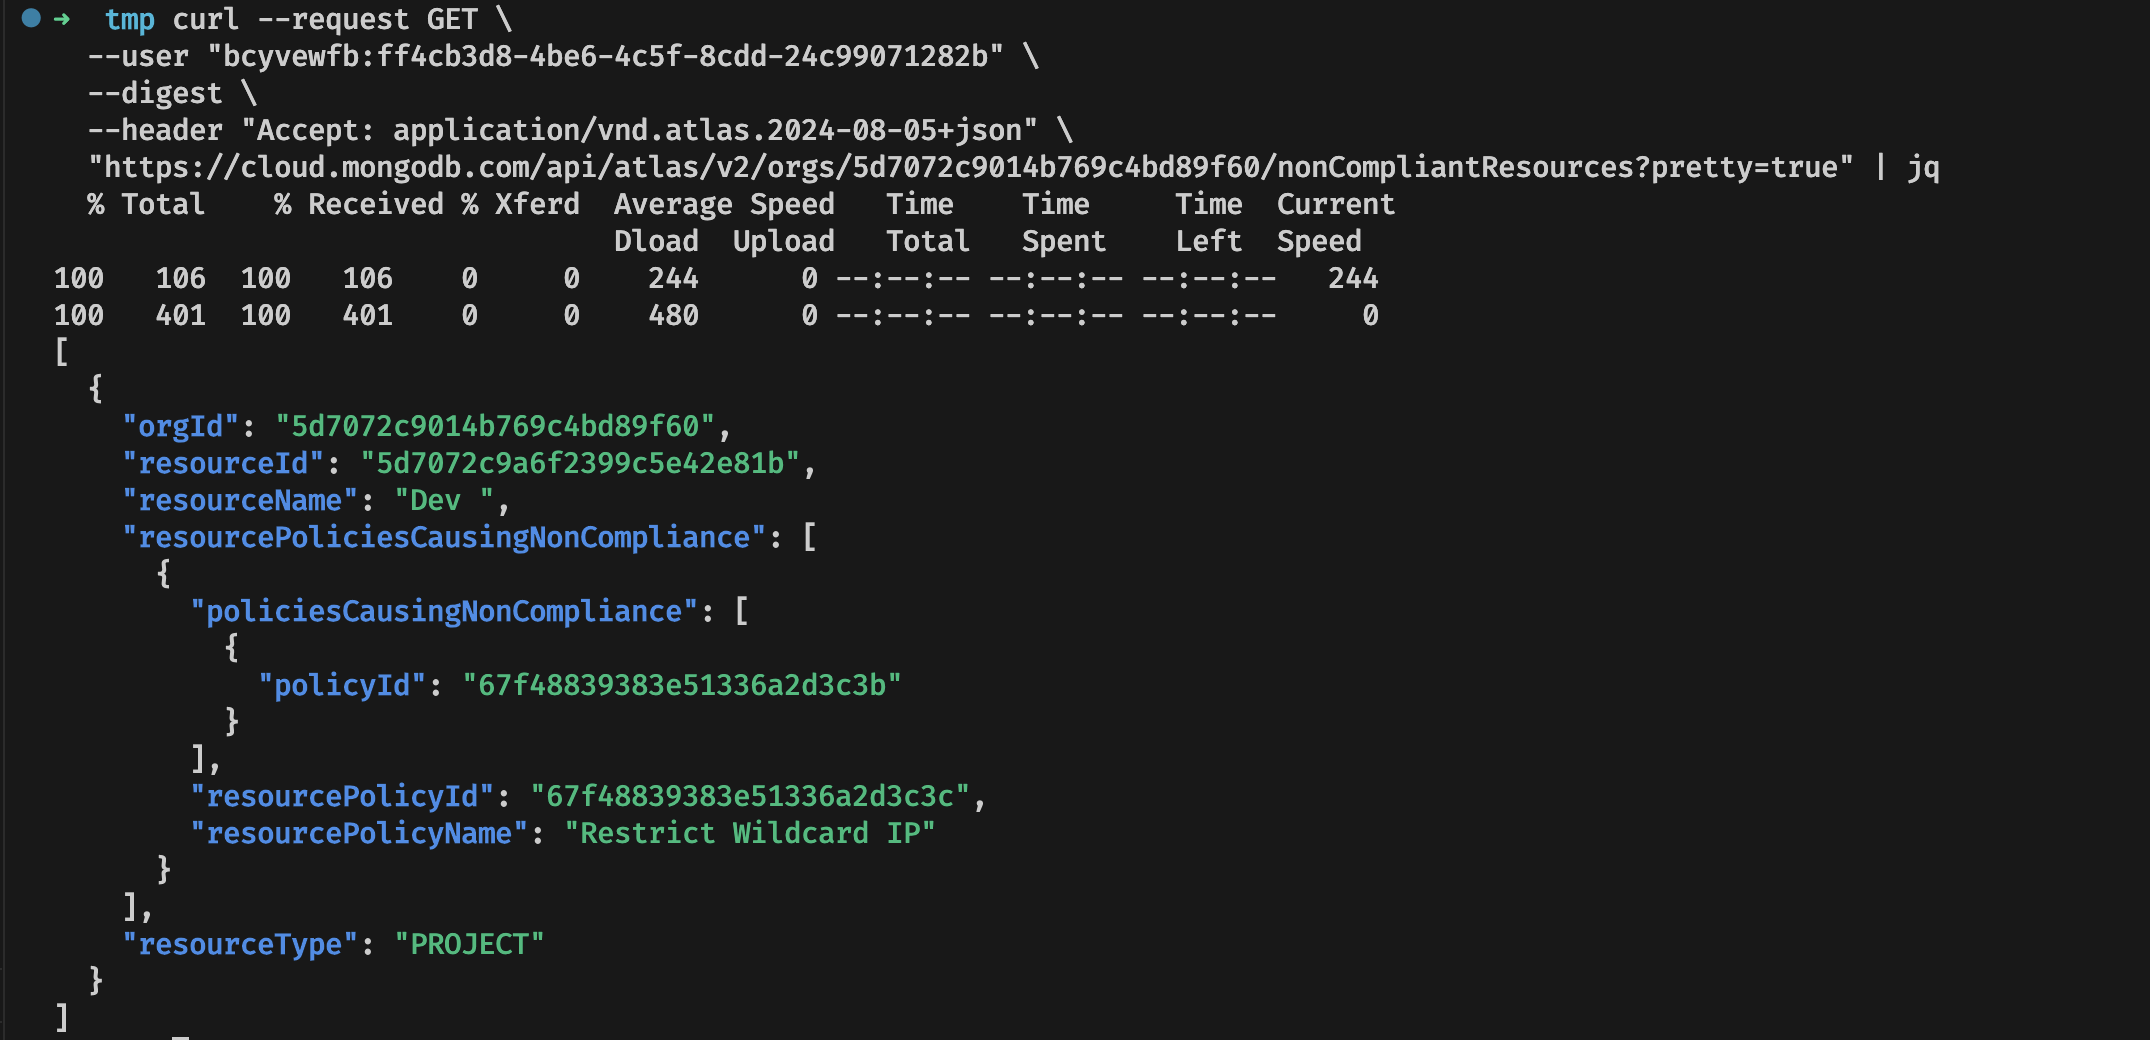 ➜  tmp curl --request GET \
  --user "bcyvewfb:ff4cb3d8-4be6-4c5f-8cdd-24c99071282b" \
  --digest \
  --header "Accept: application/vnd.atlas.2024-08-05+json" \
  "https://cloud.mongodb.com/api/atlas/v2/orgs/5d7072c9014b769c4bd89f60/nonCompliantResources?pretty=true" | jq
  % Total    % Received % Xferd  Average Speed   Time    Time     Time  Current
                                 Dload  Upload   Total   Spent    Left  Speed
100   106  100   106    0     0    244      0 --:--:-- --:--:-- --:--:--   244
100   401  100   401    0     0    480      0 --:--:-- --:--:-- --:--:--     0
[
  {
    "orgId": "5d7072c9014b769c4bd89f60",
    "resourceId": "5d7072c9a6f2399c5e42e81b",
    "resourceName": "Dev ",
    "resourcePoliciesCausingNonCompliance": [
      {
        "policiesCausingNonCompliance": [
          {
            "policyId": "67f48839383e51336a2d3c3b"
          }
        ],
        "resourcePolicyId": "67f48839383e51336a2d3c3c",
        "resourcePolicyName": "Restrict Wildcard IP"
      }
    ],
    "resourceType": "PROJECT"
  }
]